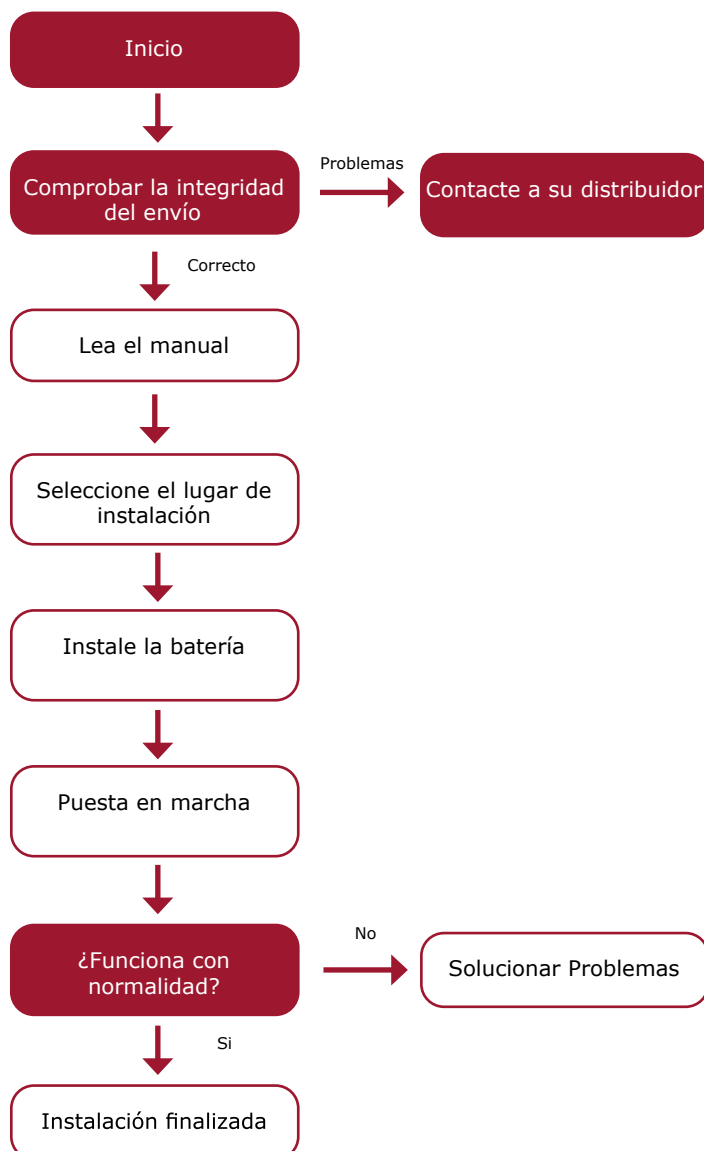 Inicio
Problemas
Comprobar la integridad
del envío
Contacte a su distribuidor
Correcto
Lea el manual
Seleccione el lugar de
instalación
Instale la batería
Puesta en marcha
No
¿Funciona con
normalidad?
Solucionar Problemas
Si
Instalación finalizada